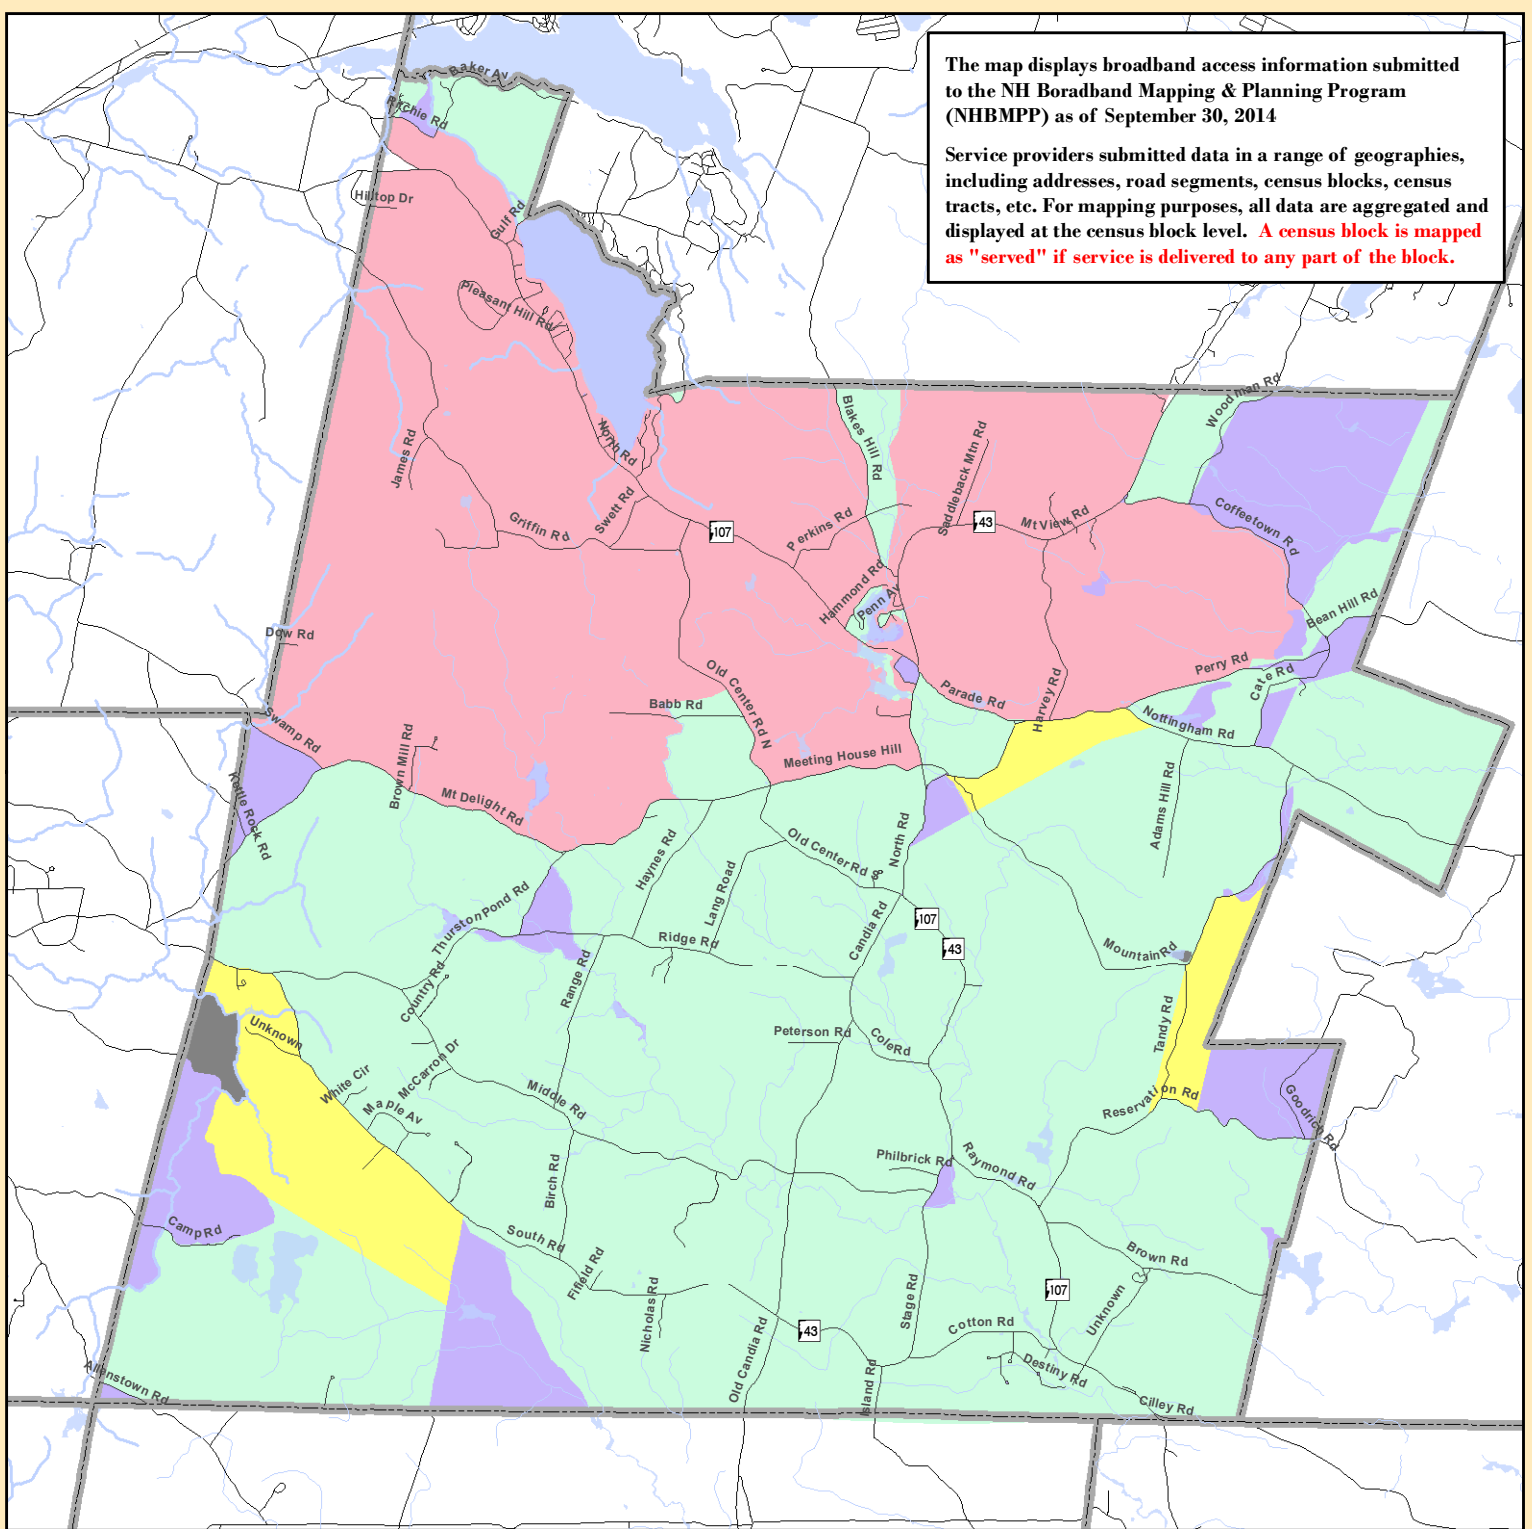 The map displays broadband access information submitted
to the NH Boradband Mapping & Planning Program
(NHBMPP) as of September 30, 2014
Service providers submitted data in a range of geographies,
including addresses, road segments, census blocks, census
tracts, etc. For mapping purposes, all data are aggregated and
displayed at the census block level. A census block is mapped
as "served" if service is delivered to any part of the block.
Baker Av
Ritchie Rd
Hilltop Dr
Gulf Rd
Pleasant Hill Rd
Woodman Rd
Blakes Hill Rd
North Rd
James Rd
Saddleback Mtn Rd
Swett Rd
Griffin Rd
107
Perkins Rd
43
Mt View Rd
Coffeetown Rd
Hammond Rd
Penn Av
Bean Hill Rd
Dow Rd
Old Center Rd N
Perry Rd
Cate Rd
Parade Rd
Harvey Rd
Babb Rd
Nottingham Rd
Swamp Rd
Brown Mill Rd
Meeting House Hill
Kettle Rock Rd
Mt Delight Rd
Adams Hill Rd
Haynes Rd
Old Center Rd S
North Rd
Lang Road
Thurston Pond Rd
107
43
Candia Rd
Ridge Rd
Mountain Rd
Range Rd
Country Rd
Unknown
Peterson Rd
Cole Rd
Tandy Rd
White Cir
McCarron Dr
Maple Av
Middle Rd
Reservation Rd
Goodrich Rd
Philbrick Rd
Raymond Rd
Birch Rd
Camp Rd
South Rd
Fifield Rd
Brown Rd
107
Nicholas Rd
Stage Rd
Unknown
43
Cotton Rd
Old Candia Rd
Island Rd
Destiny Rd
Allenstown Rd
Cilley Rd